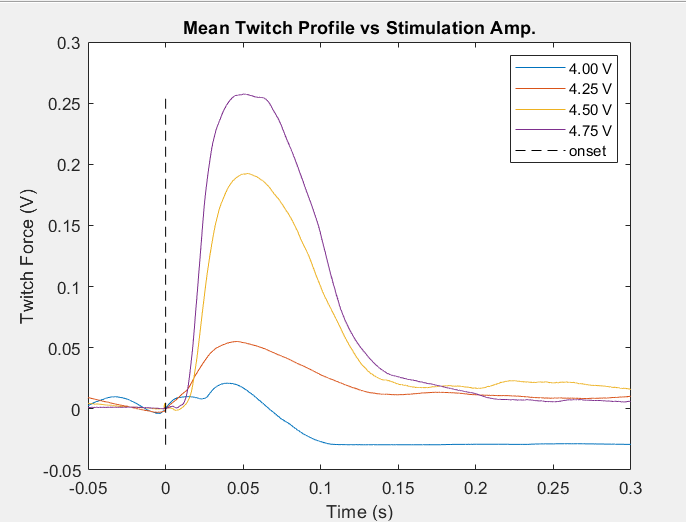 Mean Twitch Profile vs Stimulation Amp.
0.3
0.25
0.2
0.15
0.1
0.05
0
-0.05
Twitch Force (V)
4.00 V
4.25 V
4.50 V
4.75 V
onset
-0.05 0 0.05 0.1 0.15 0.2 0.25 0.3
Time (s)